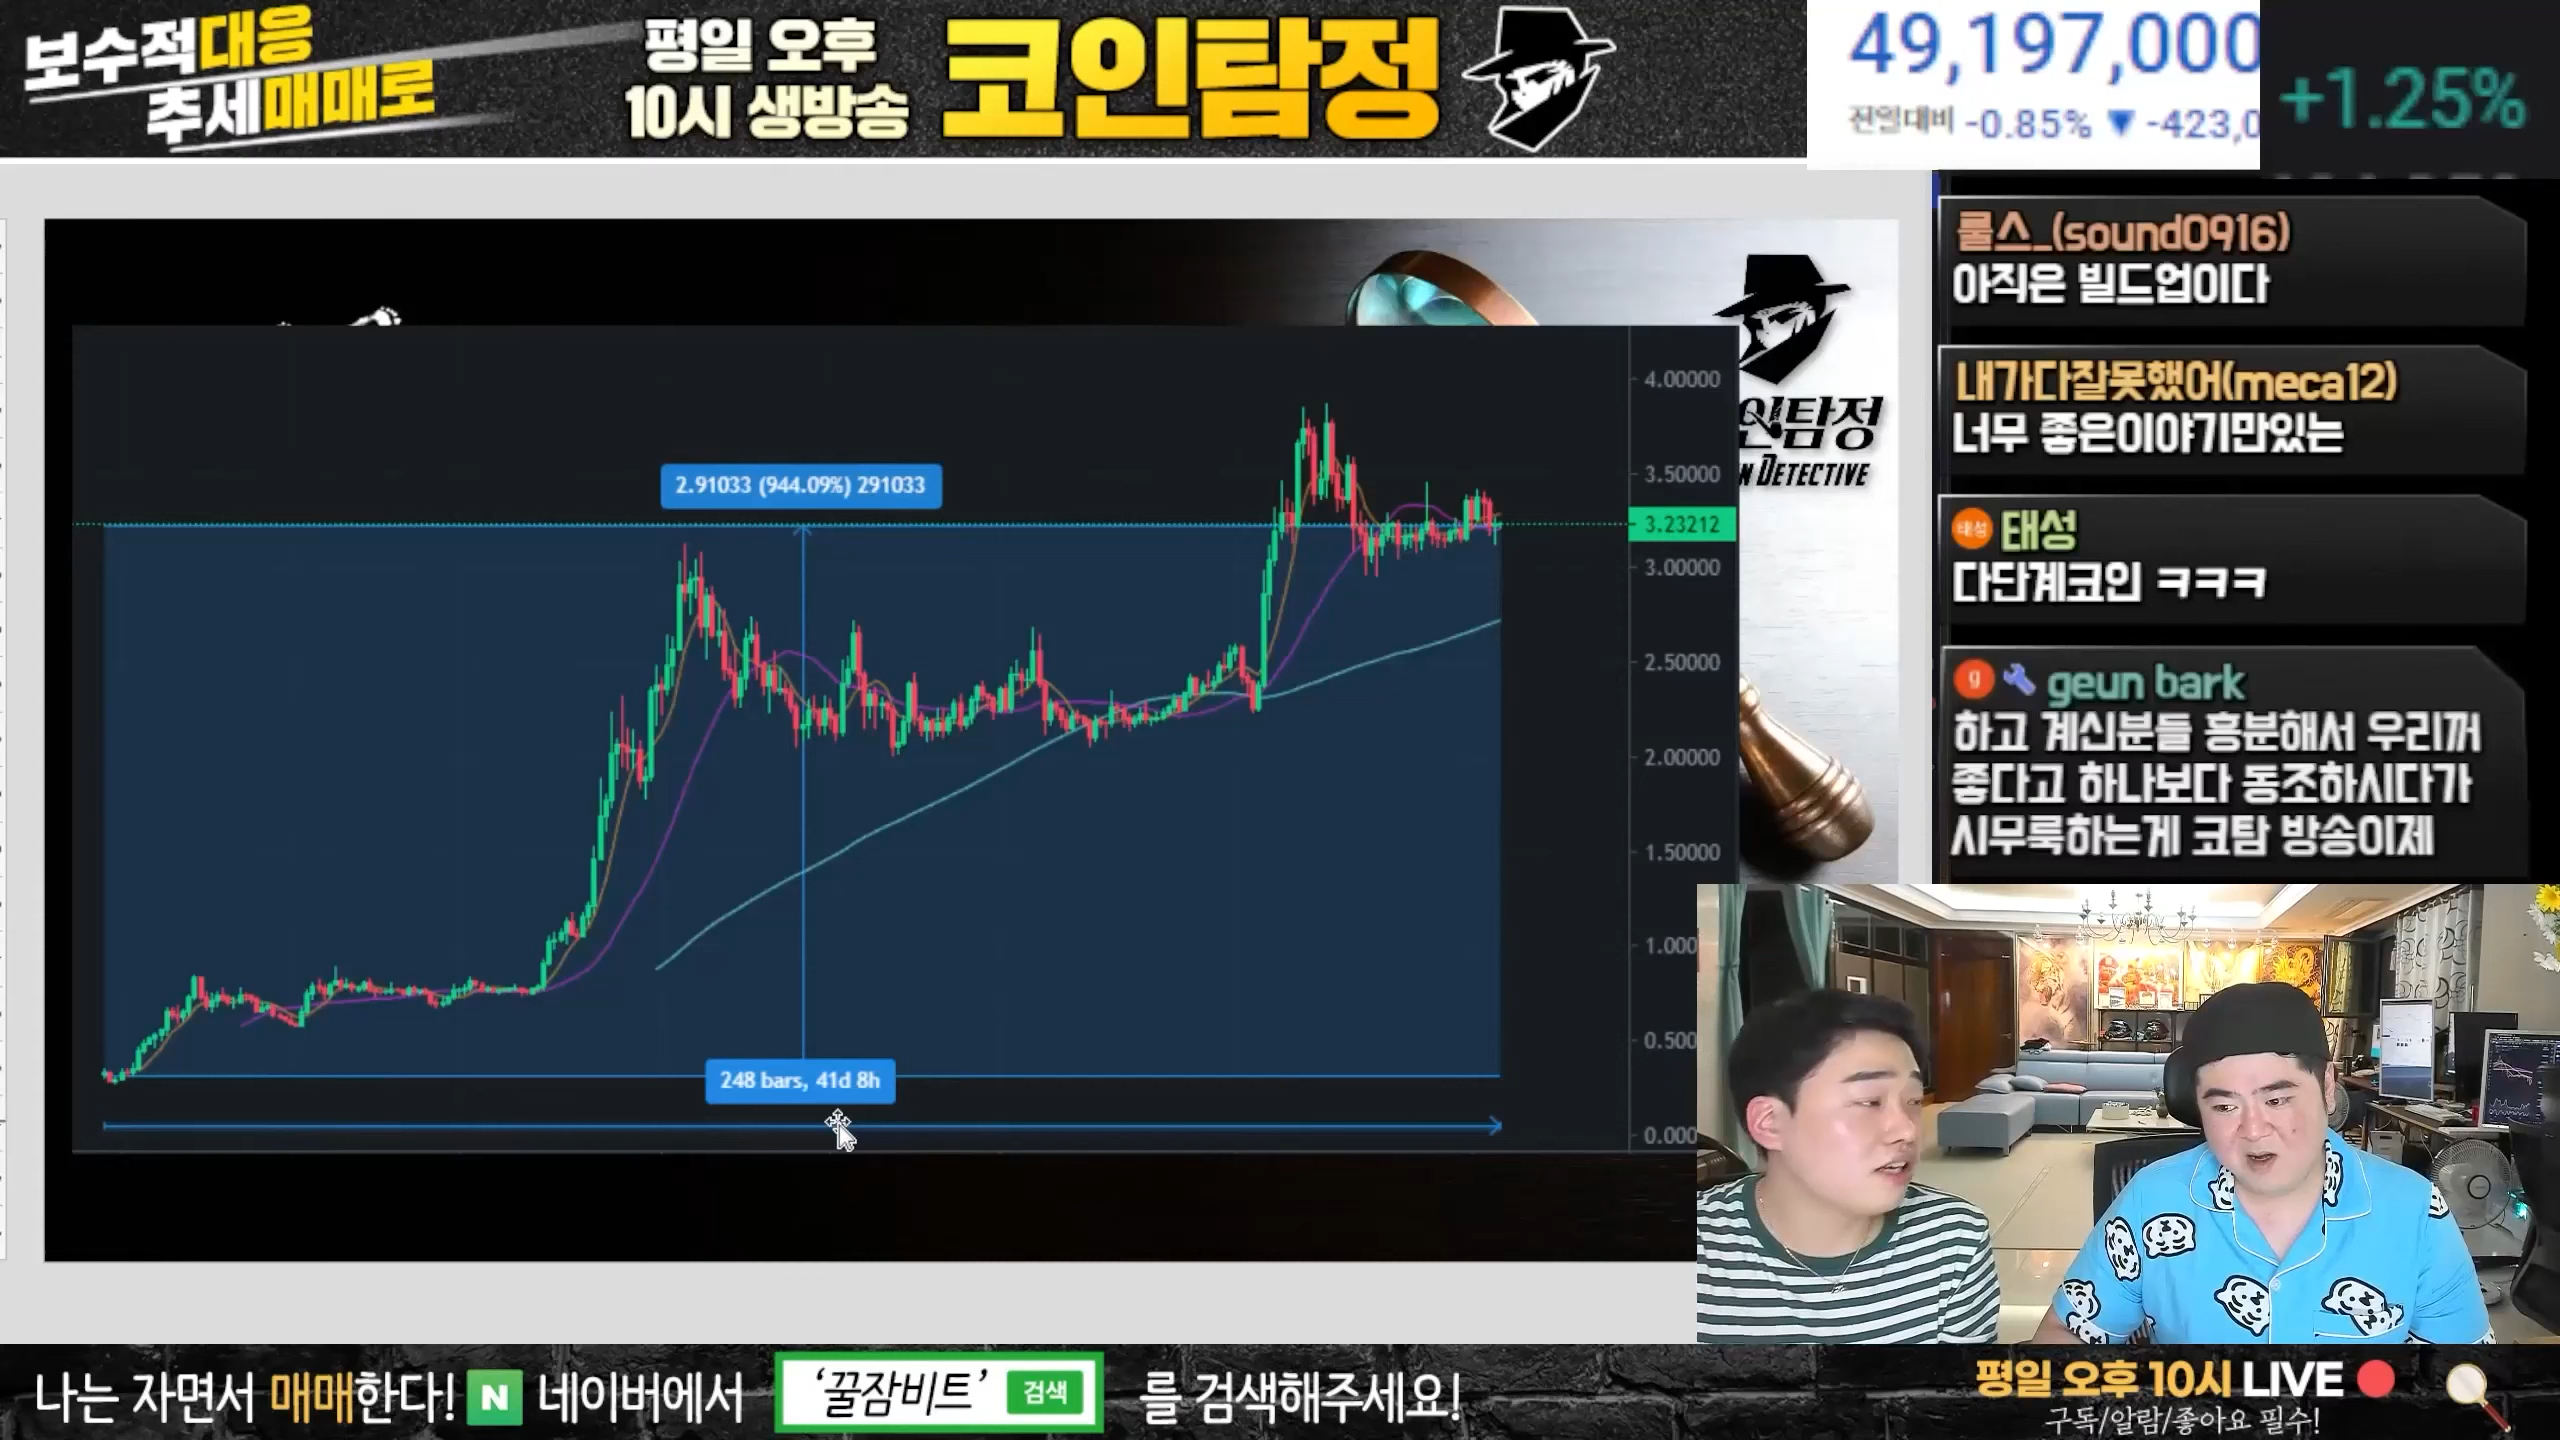 보수적대응
추세매매로
평일 오후
10시 생방송
코인탐정
49,197,000
전일대비 -0.85% ▼ -423,0
+1.25%
인탐정
N DETECTIVE
4.00000
3.50000
3.23212
3.00000
2.50000
2.00000
1.50000
1.000
0.500
0.000
2.91033 (944.09%) 291033
248 bars, 41d 8h
룰스_(sound0916)
아직은 빌드업이다
내가다잘못했어(meca12)
너무 좋은이야기만있는
태성 태성
다단계코인 ㅋㅋㅋ
g geun bark
하고 계신분들 흥분해서 우리꺼
좋다고 하나보다 동조하시다가
시무룩하는게 코탐 방송이제
나는 자면서 매매한다! N 네이버에서 '꿀잠비트' 검색 를 검색해주세요!
평일 오후 10시 LIVE
구독/알람/좋아요 필수!